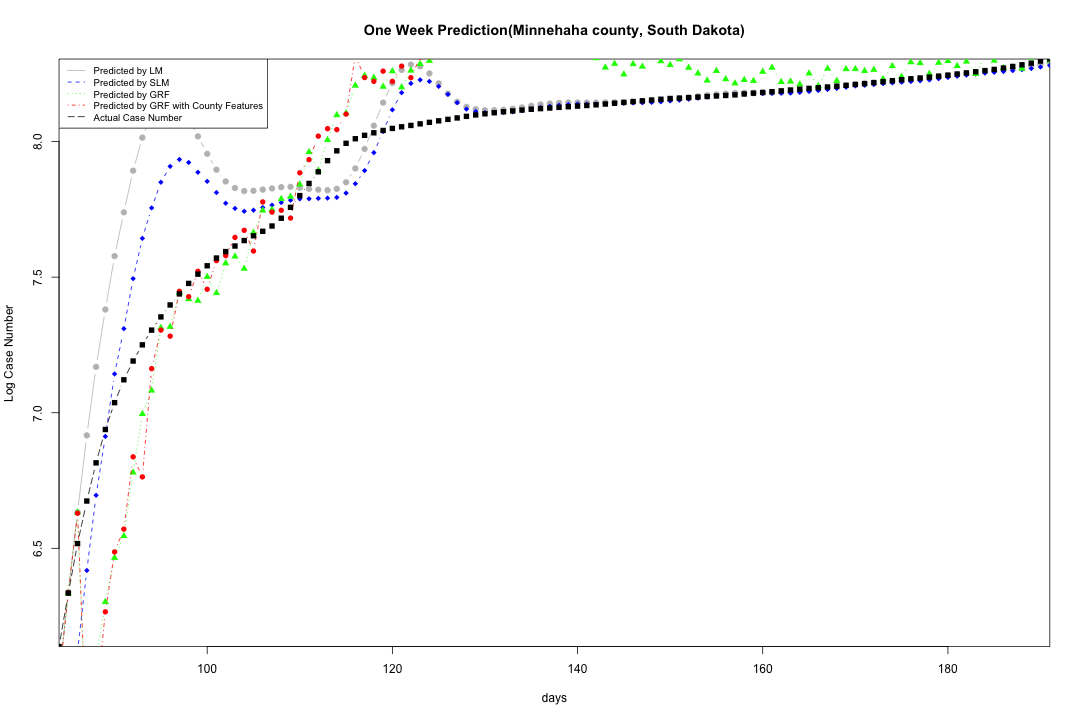 One Week Prediction(Minnehaha county, South Dakota)
Predicted by LM
Predicted by SLM
Predicted by GRF
Predicted by GRF with County Features
Actual Case Number
8.0
7.5
7.0
6.5
Log Case Number
100 120 140 160 180
days